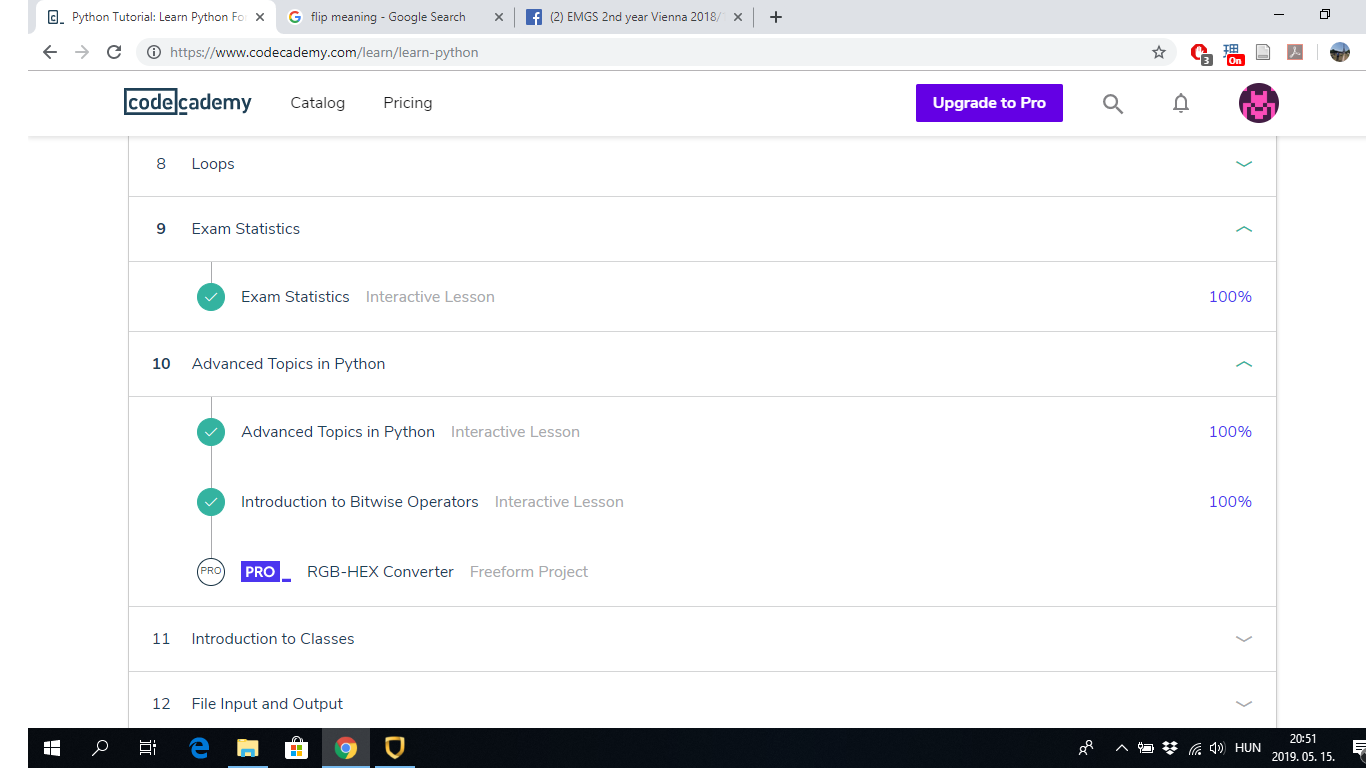 Python Tutorial: Learn Python Fo
flip meaning - Google Search
(2) EMGS 2nd year Vienna 2018/
https://www.codecademy.com/learn/learn-python
3
On
codecademy
Catalog
Pricing
Upgrade to Pro
8 Loops
9 Exam Statistics
Exam Statistics Interactive Lesson 100%
10 Advanced Topics in Python
Advanced Topics in Python Interactive Lesson 100%
Introduction to Bitwise Operators Interactive Lesson 100%
PRO PRO RGB-HEX Converter Freeform Project
11 Introduction to Classes
12 File Input and Output
HUN
20:51
2019. 05. 15.